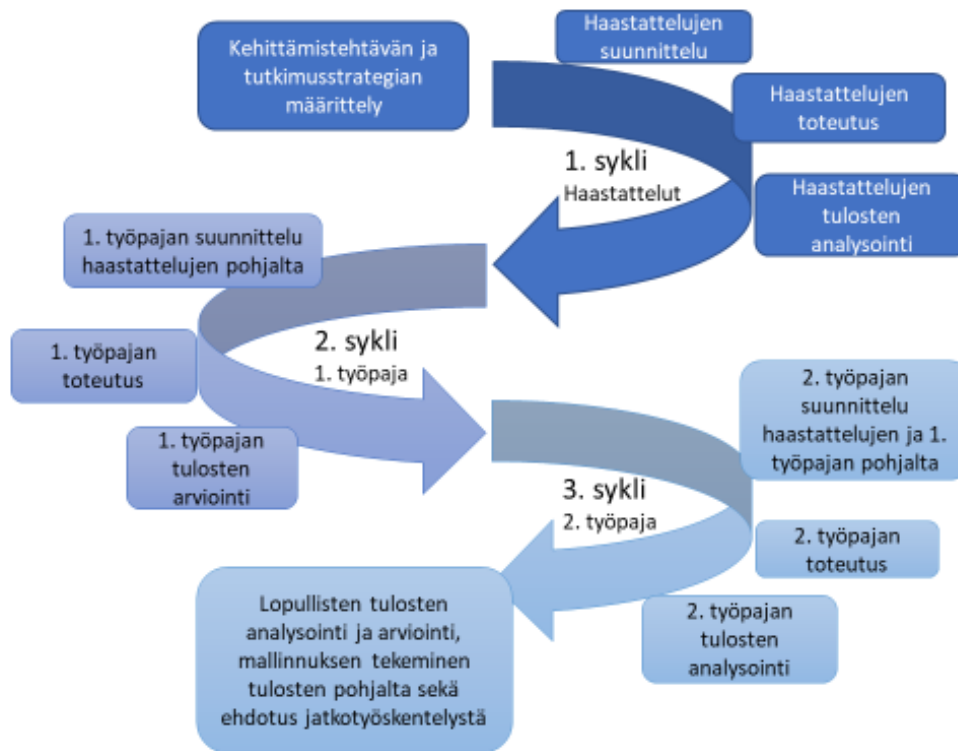 Kehittämistehtävän ja
tutkimusstrategian
määrittely
Haastattelujen
suunnittelu
Haastattelujen
toteutus
Haastattelujen
tulosten
analysointi
1. sykli
Haastattelut
1. työpajan suunnittelu
haastattelujen pohjalta
1. työpajan
toteutus
1. työpajan
tulosten
arviointi
2. sykli
1. työpaja
2. työpajan
suunnittelu
haastattelujen ja 1.
työpajan pohjalta
2. työpajan
toteutus
2. työpajan
tulosten
analysointi
3. sykli
2. työpaja
Lopullisten tulosten
analysointi ja arviointi,
mallinnuksen tekeminen
tulosten pohjalta sekä
ehdotus jatkotyöskentelystä